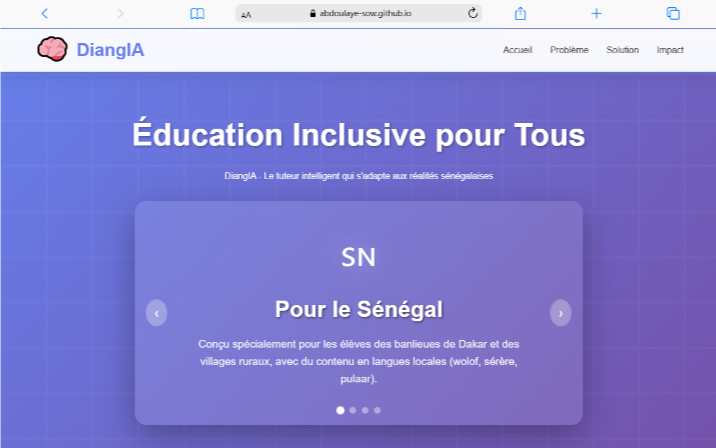 AA abdoulaye-sow.github.io
DiangIA
Accueil Problème Solution Impact
Éducation Inclusive pour Tous
DiangIA - Le tuteur intelligent qui s'adapte aux réalités sénégalaises
SN
Pour le Sénégal
‹ ›
Conçu spécialement pour les élèves des banlieues de Dakar et des
villages ruraux, avec du contenu en langues locales (wolof, sérère,
pulaar).